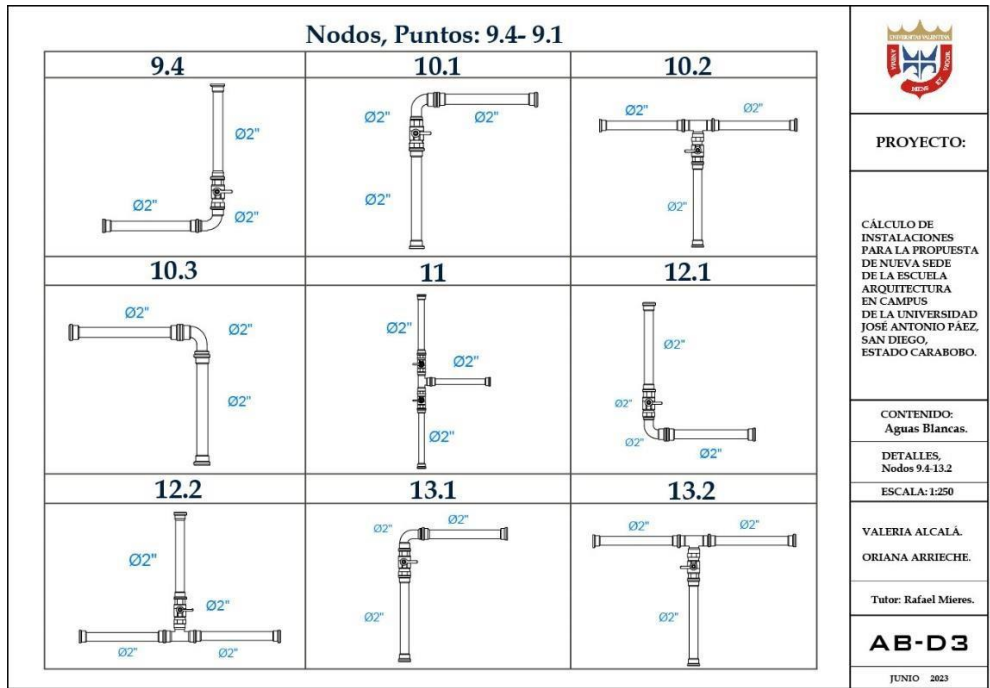 Nodos, Puntos: 9.4- 9.1
9.4
10.1
10.2
Ø2"
Ø2"
Ø2"
Ø2"
Ø2"
Ø2"
Ø2"
Ø2"
Ø2"
10.3
11
12.1
Ø2"
Ø2"
Ø2"
Ø2"
Ø2"
Ø2"
Ø2"
Ø2"
Ø2"
Ø2"
12.2
13.1
13.2
Ø2"
Ø2"
Ø2"
Ø2"
Ø2"
Ø2"
Ø2"
Ø2"
Ø2"
Ø2"
PROYECTO:
CÁLCULO DE
INSTALACIONES
PARA LA PROPUESTA
DE NUEVA SEDE
DE LA ESCUELA
ARQUITECTURA
EN CAMPUS
DE LA UNIVERSIDAD
JOSÉ ANTONIO PÁEZ,
SAN DIEGO,
ESTADO CARABOBO.
CONTENIDO:
Aguas Blancas.
DETALLES,
Nodos 9.4-13.2
ESCALA: 1:250
VALERIA ALCALÁ.
ORIANA ARRIECHE.
Tutor: Rafael Mieres.
AB-D3
JUNIO 2023